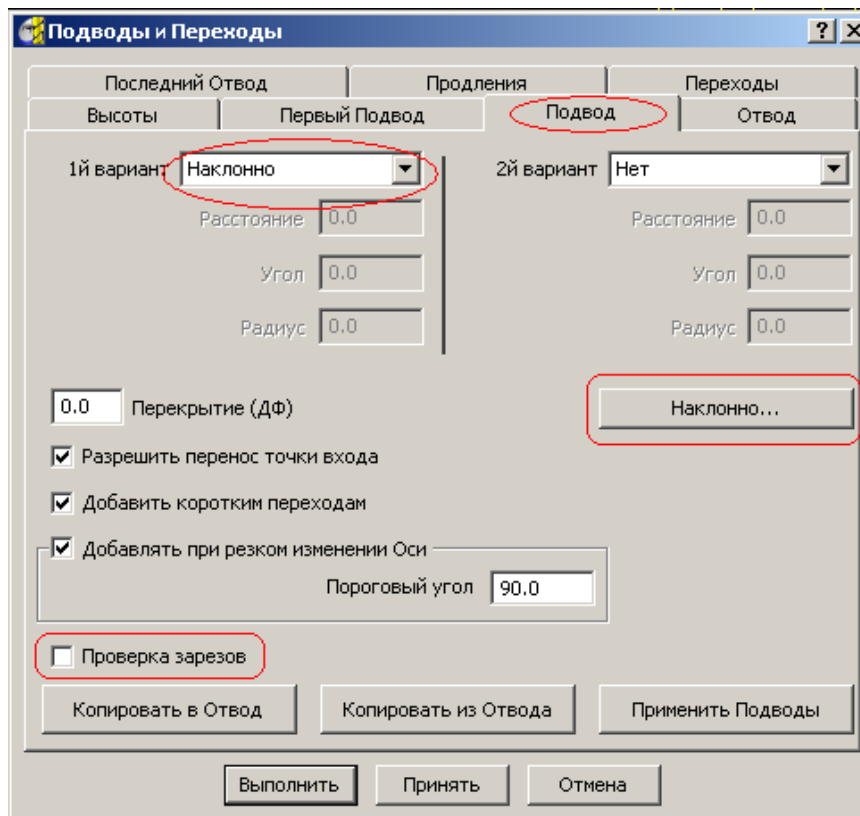 Подводы и Переходы
Последний Отвод Продления Переходы
Высоты Первый Подвод Подвод Отвод
1й вариант Наклонно 2й вариант Нет
Расстояние 0.0 Расстояние 0.0
Угол 0.0 Угол 0.0
Радиус 0.0 Радиус 0.0
0.0 Перекрытие (ДФ) Наклонно...
Разрешить перенос точки входа
Добавить коротким переходам
Добавлять при резком изменении Оси
Пороговый угол 90.0
Проверка зарезов
Копировать в Отвод Копировать из Отвода Применить Подводы
Выполнить Принять Отмена